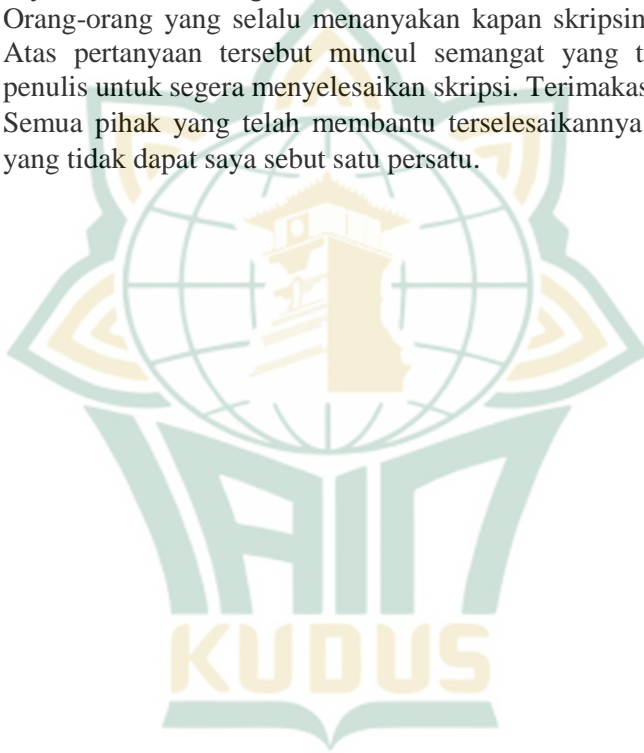 Orang-orang yang selalu menanyakan kapan skripsin
Atas pertanyaan tersebut muncul semangat yang t
penulis untuk segera menyelesaikan skripsi. Terimakas
Semua pihak yang telah membantu terselesaikannya
yang tidak dapat saya sebut satu persatu.
IAIN
KUDUS